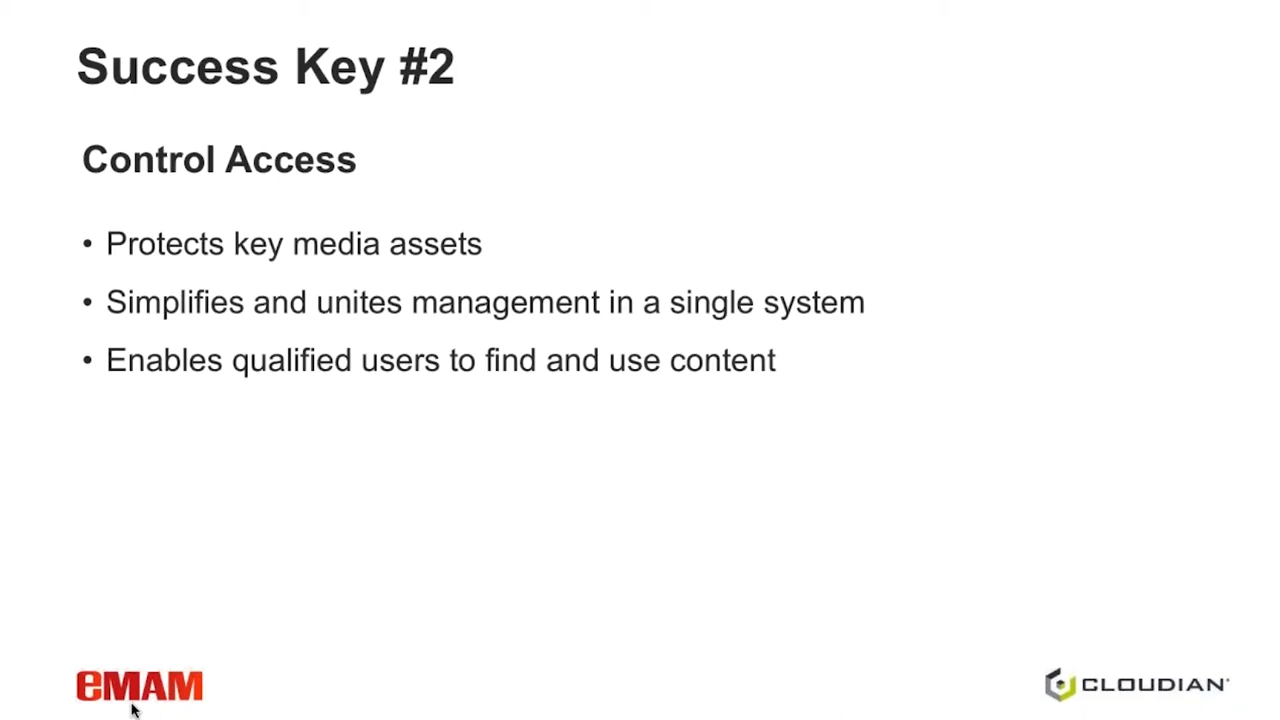 Success Key #2
Control Access
• Protects key media assets
• Simplifies and unites management in a single system
• Enables qualified users to find and use content
eMAM
CLOUDIAN